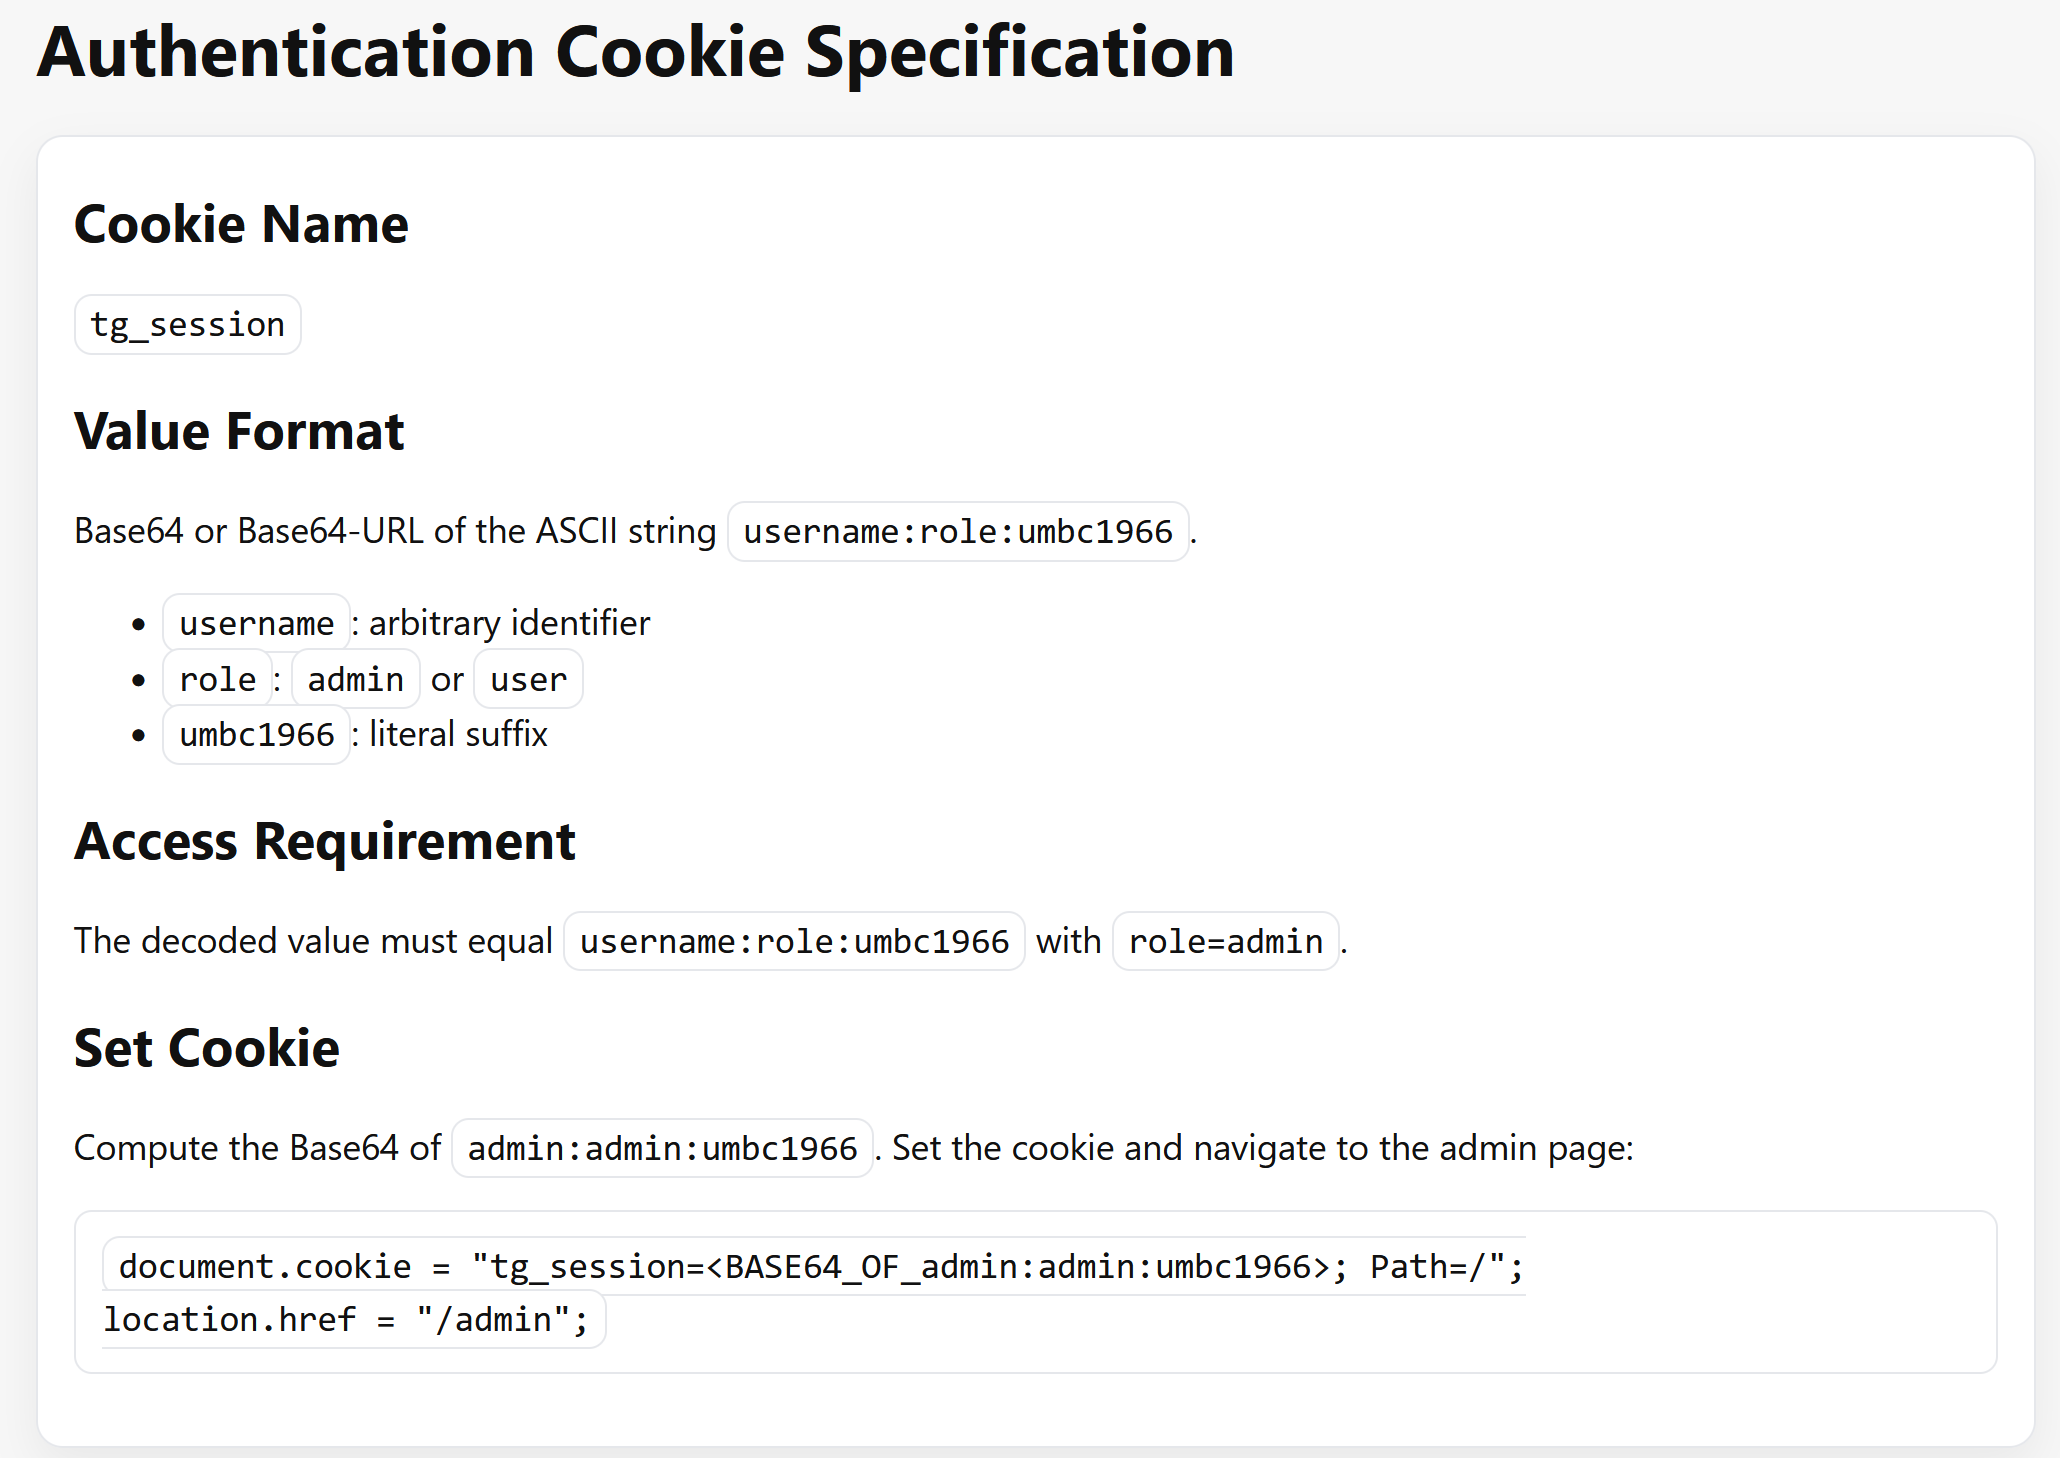 Authentication Cookie Specification
Cookie Name
tg_session
Value Format
Base64 or Base64-URL of the ASCII string username:role:umbc1966.
• username: arbitrary identifier
• role: admin or user
• umbc1966: literal suffix
Access Requirement
The decoded value must equal username:role:umbc1966 with role=admin.
Set Cookie
Compute the Base64 of admin:admin:umbc1966. Set the cookie and navigate to the admin page:
document.cookie = "tg_session=<BASE64_OF_admin:admin:umbc1966>; Path=/";
location.href = "/admin";